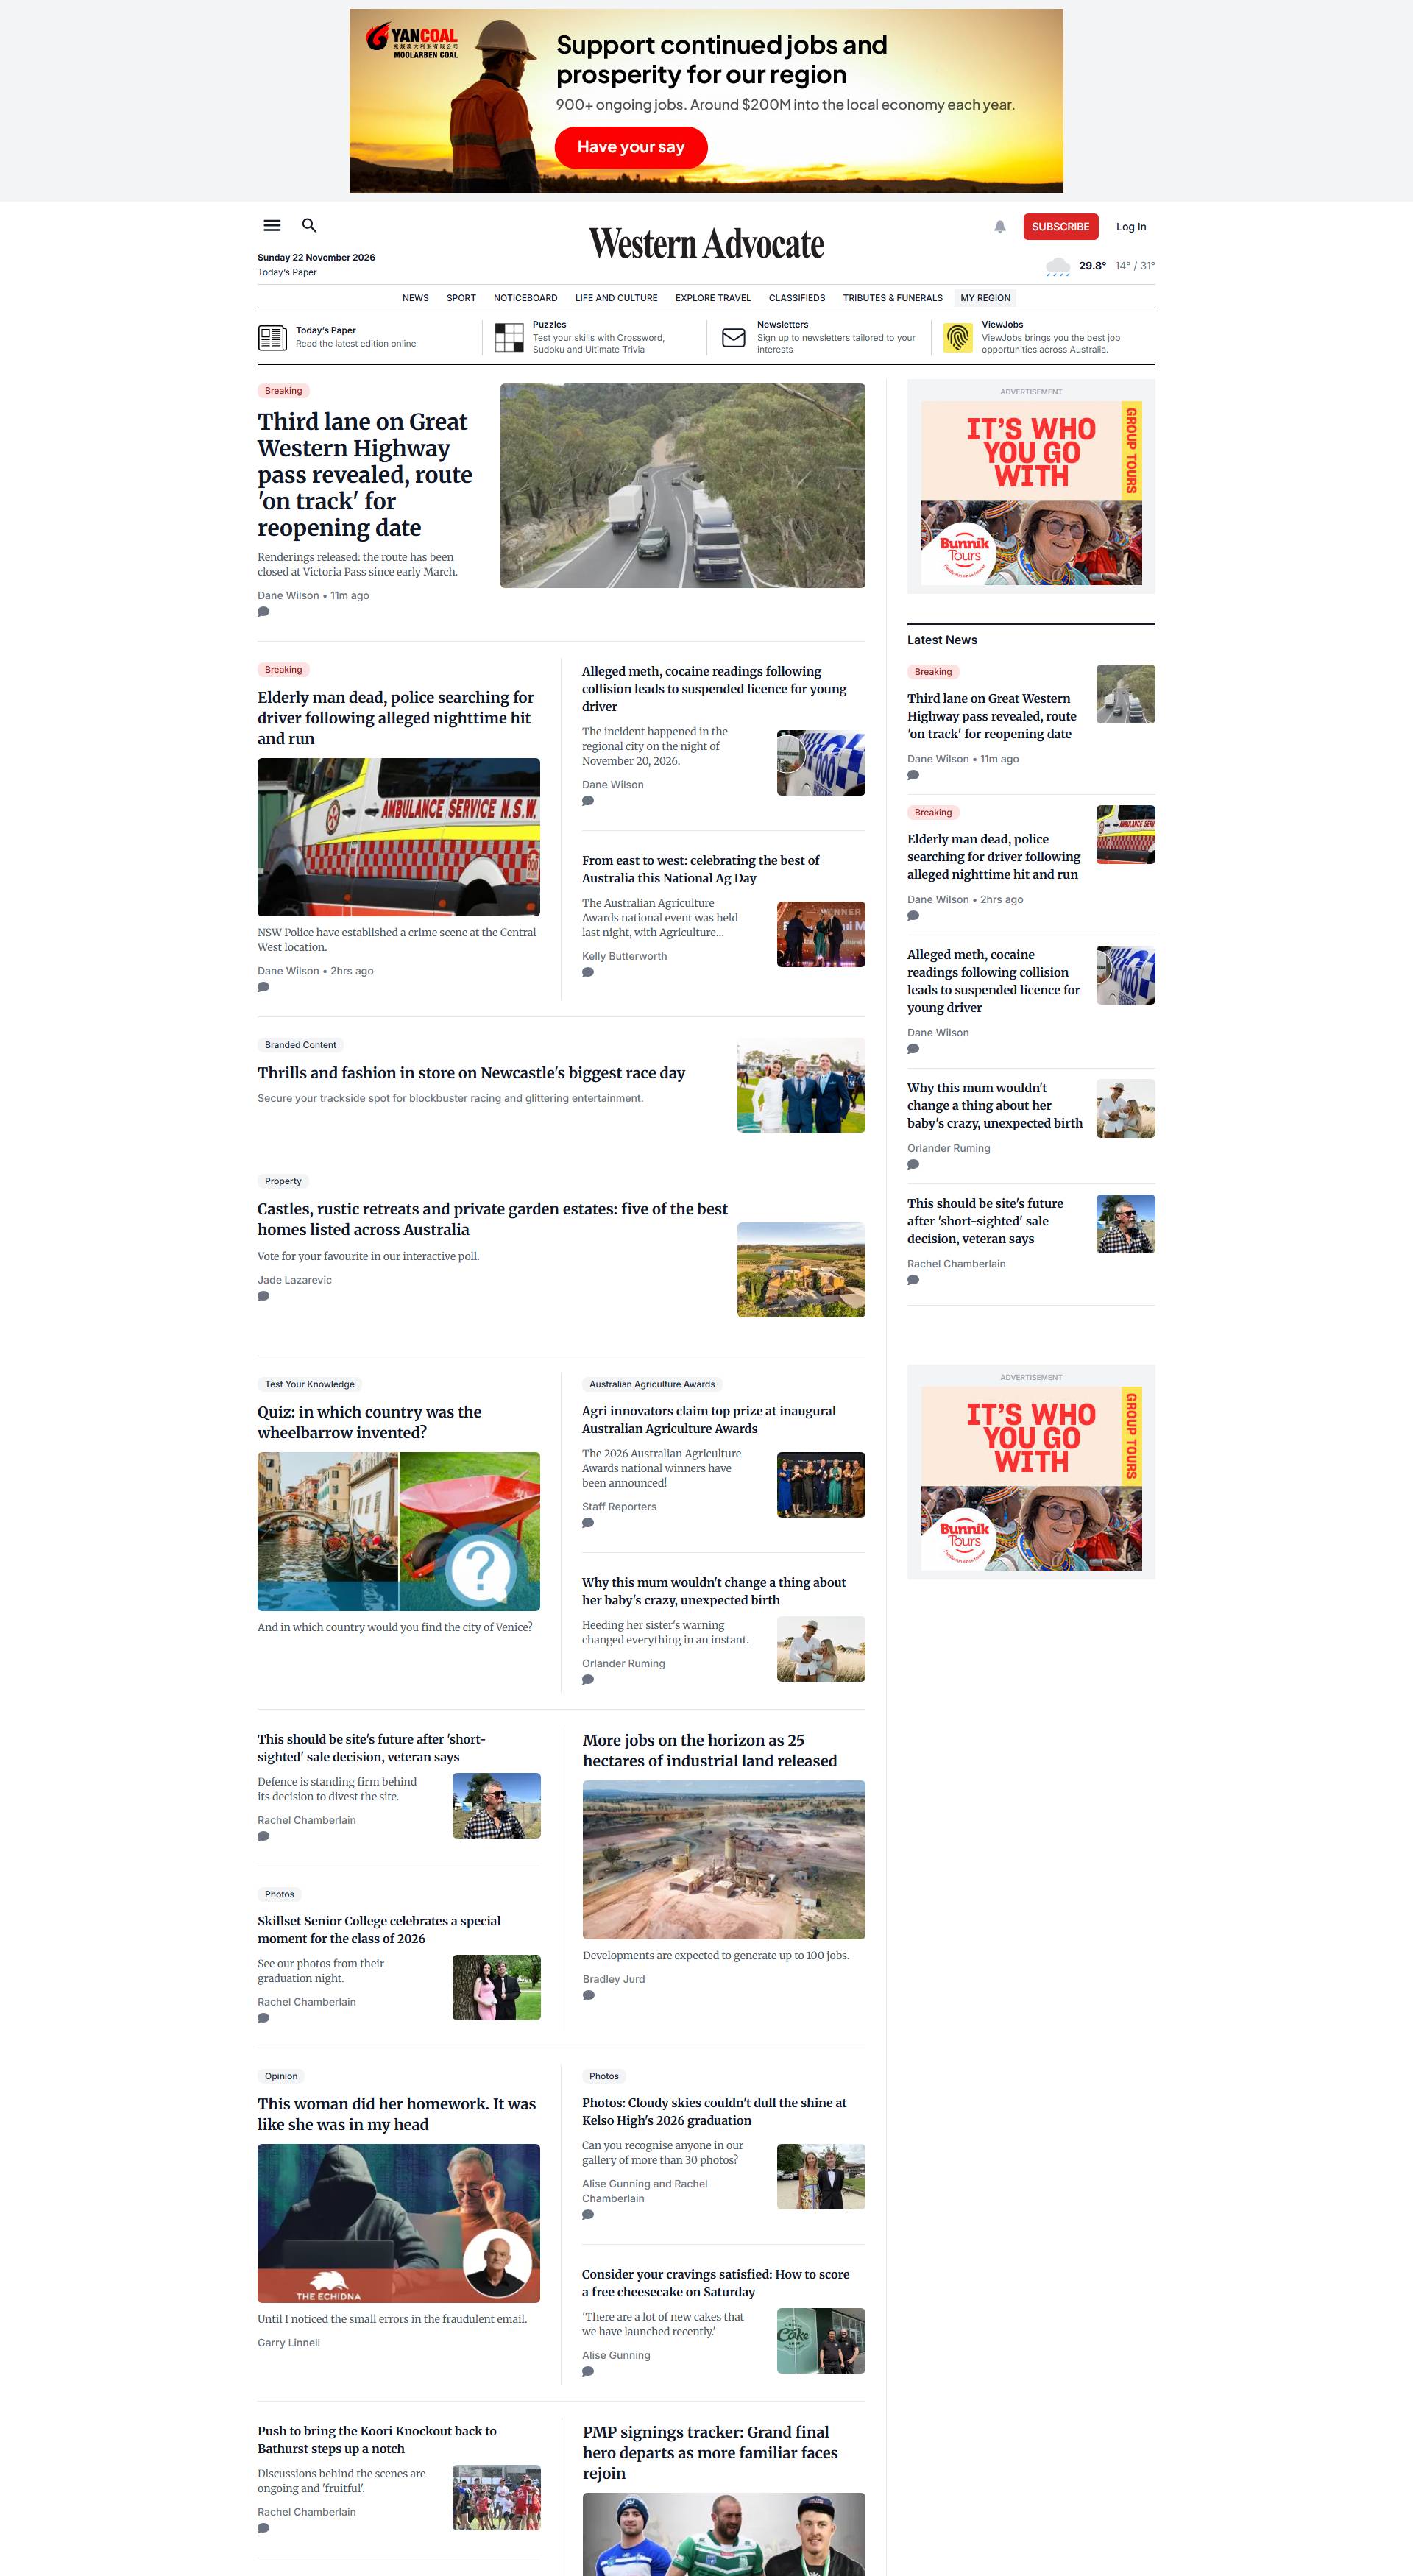 YANCOAL
MOOLARBEN COAL
Support continued jobs and
prosperity for our region
900+ ongoing jobs. Around $200M into the local economy each year.
Have your say
Western Advocate
SUBSCRIBE
Log In
Sunday 22 November 2026
Today's Paper
29.8° 14° / 31°
NEWS SPORT NOTICEBOARD LIFE AND CULTURE EXPLORE TRAVEL CLASSIFIEDS TRIBUTES & FUNERALS MY REGION
Today's Paper
Read the latest edition online
Puzzles
Test your skills with Crossword,
Sudoku and Ultimate Trivia
Newsletters
Sign up to newsletters tailored to your
interests
ViewJobs
ViewJobs brings you the best job
opportunities across Australia.
Breaking
Third lane on Great
Western Highway
pass revealed, route
'on track' for
reopening date
Renderings released: the route has been
closed at Victoria Pass since early March.
Dane Wilson • 11m ago
Breaking
Elderly man dead, police searching for
driver following alleged nighttime hit
and run
AMBULANCE SERVICE N.S.W.
000
NSW Police have established a crime scene at the Central
West location.
Dane Wilson • 2hrs ago
Alleged meth, cocaine readings following
collision leads to suspended licence for young
driver
The incident happened in the
regional city on the night of
November 20, 2026.
000
Dane Wilson
From east to west: celebrating the best of
Australia this National Ag Day
The Australian Agriculture
Awards national event was held
last night, with Agriculture...
Kelly Butterworth
Branded Content
Thrills and fashion in store on Newcastle's biggest race day
Secure your trackside spot for blockbuster racing and glittering entertainment.
Property
Castles, rustic retreats and private garden estates: five of the best
homes listed across Australia
Vote for your favourite in our interactive poll.
Jade Lazarevic
Test Your Knowledge
Quiz: in which country was the
wheelbarrow invented?
?
And in which country would you find the city of Venice?
Australian Agriculture Awards
Agri innovators claim top prize at inaugural
Australian Agriculture Awards
The 2026 Australian Agriculture
Awards national winners have
been announced!
Staff Reporters
Why this mum wouldn't change a thing about
her baby's crazy, unexpected birth
Heeding her sister's warning
changed everything in an instant.
Orlander Ruming
This should be site's future after 'short-
sighted' sale decision, veteran says
Defence is standing firm behind
its decision to divest the site.
Rachel Chamberlain
Photos
Skillset Senior College celebrates a special
moment for the class of 2026
See our photos from their
graduation night.
Rachel Chamberlain
More jobs on the horizon as 25
hectares of industrial land released
Developments are expected to generate up to 100 jobs.
Bradley Jurd
Opinion
This woman did her homework. It was
like she was in my head
THE ECHIDNA
Until I noticed the small errors in the fraudulent email.
Garry Linnell
Photos
Photos: Cloudy skies couldn't dull the shine at
Kelso High's 2026 graduation
Can you recognise anyone in our
gallery of more than 30 photos?
Alise Gunning and Rachel
Chamberlain
Consider your cravings satisfied: How to score
a free cheesecake on Saturday
'There are a lot of new cakes that
we have launched recently.'
Cake
Alise Gunning
Push to bring the Koori Knockout back to
Bathurst steps up a notch
Discussions behind the scenes are
ongoing and 'fruitful'.
Rachel Chamberlain
PMP signings tracker: Grand final
hero departs as more familiar faces
rejoin
ADVERTISEMENT
IT'S WHO
YOU GO
WITH
GROUP TOURS
Bunnik
Tours
Latest News
Breaking
Third lane on Great Western
Highway pass revealed, route
'on track' for reopening date
Dane Wilson • 11m ago
Breaking
Elderly man dead, police
searching for driver following
alleged nighttime hit and run
Dane Wilson • 2hrs ago
Alleged meth, cocaine
readings following collision
leads to suspended licence for
young driver
Dane Wilson
Why this mum wouldn't
change a thing about her
baby's crazy, unexpected birth
Orlander Ruming
This should be site's future
after 'short-sighted' sale
decision, veteran says
Rachel Chamberlain
ADVERTISEMENT
IT'S WHO
YOU GO
WITH
GROUP TOURS
Bunnik
Tours